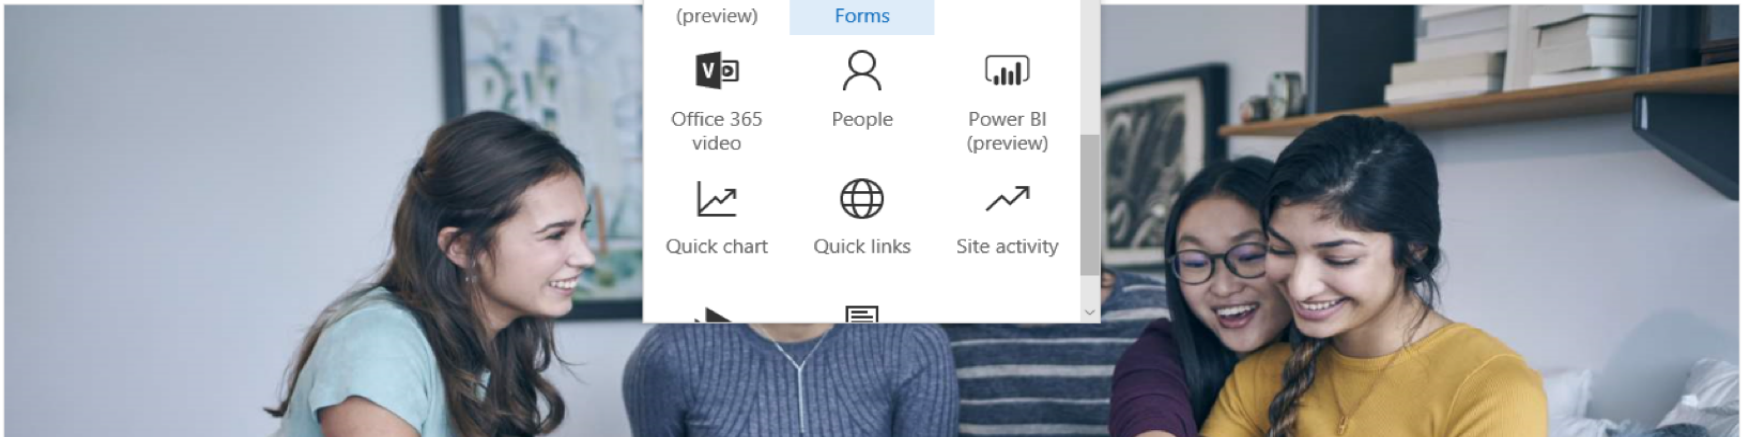 (preview)
Forms
Office 365
video
People
Power BI
(preview)
Quick chart
Quick links
Site activity